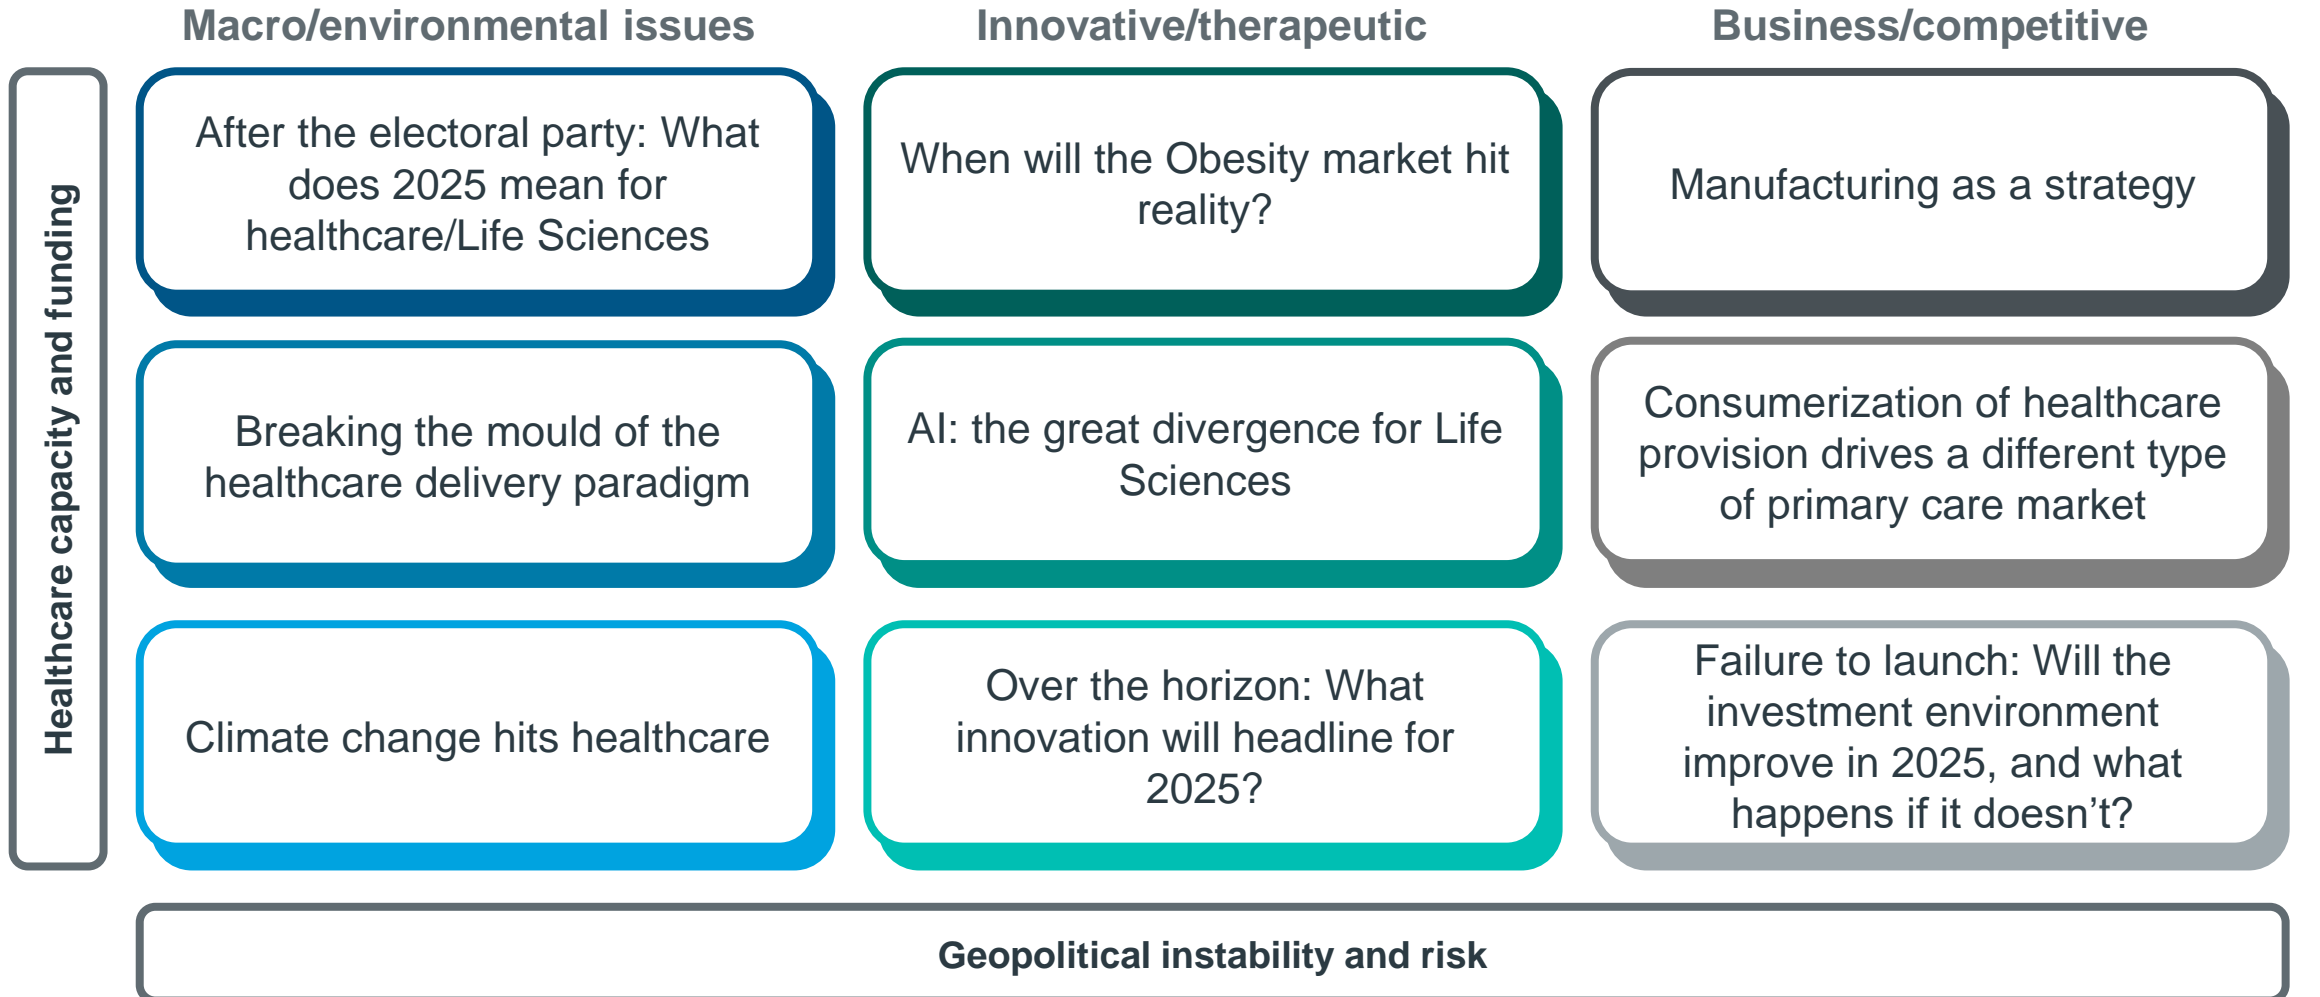 Macro/environmental issues
Innovative/therapeutic
Business/competitive
Healthcare capacity and funding
After the electoral party: What
does 2025 mean for
healthcare/Life Sciences
When will the Obesity market hit
reality?
Manufacturing as a strategy
Breaking the mould of the
healthcare delivery paradigm
AI: the great divergence for Life
Sciences
Consumerization of healthcare
provision drives a different type
of primary care market
Climate change hits healthcare
Over the horizon: What
innovation will headline for
2025?
Failure to launch: Will the
investment environment
improve in 2025, and what
happens if it doesn’t?
Geopolitical instability and risk